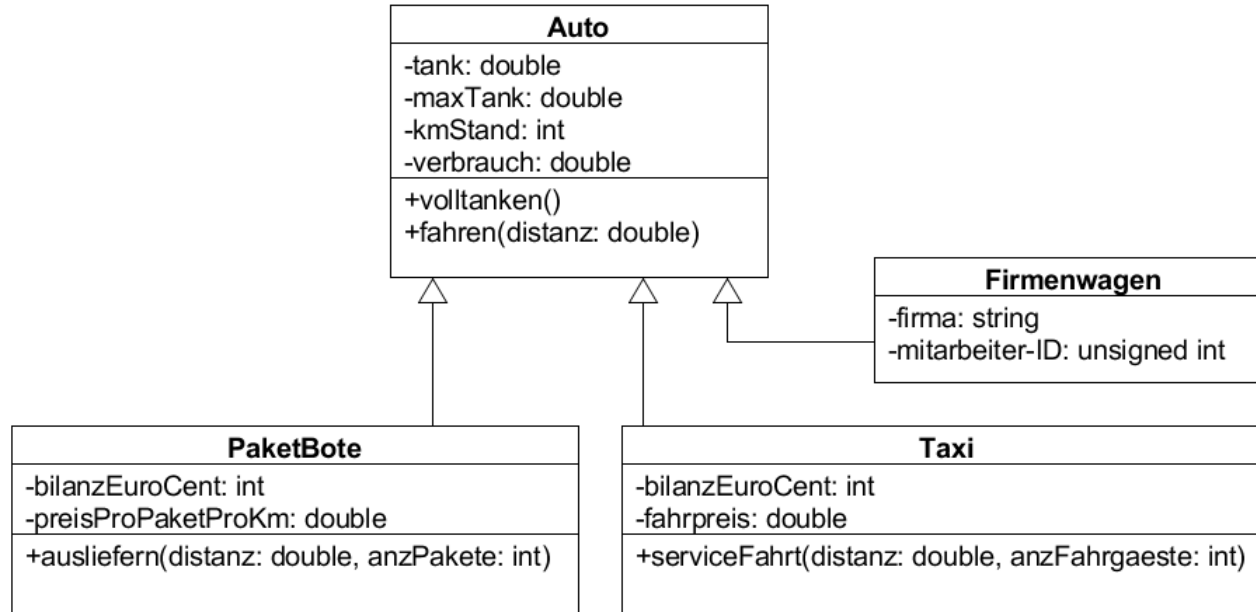 Auto
-tank: double
-maxTank: double
-kmStand: int
-verbrauch: double
+volltanken()
+fahren(distanz: double)
Firmenwagen
-firma: string
-mitarbeiter-ID: unsigned int
PaketBote
-bilanzEuroCent: int
-preisProPaketProKm: double
+ausliefern(distanz: double, anzPakete: int)
Taxi
-bilanzEuroCent: int
-fahrpreis: double
+serviceFahrt(distanz: double, anzFahrgaeste: int)